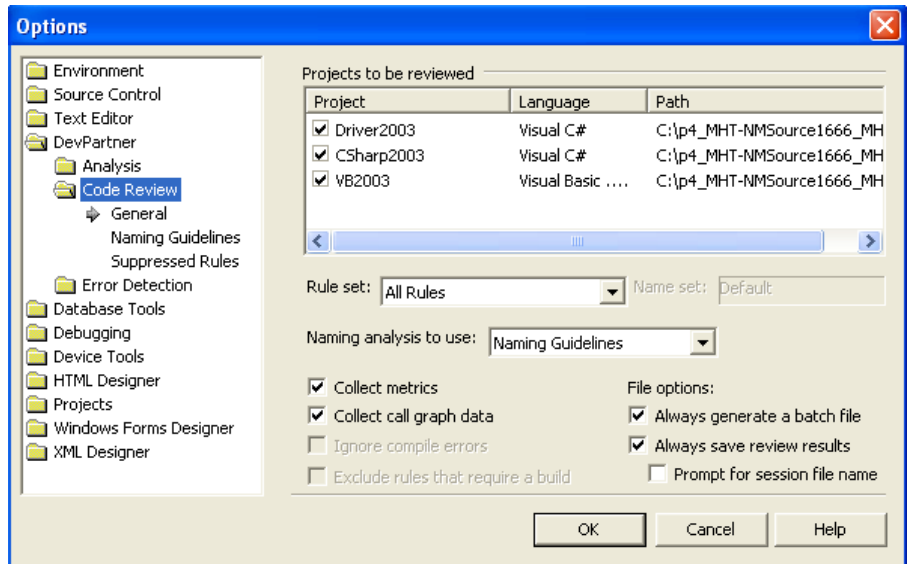 Options
Environment
Source Control
Text Editor
DevPartner
Analysis
Code Review
General
Naming Guidelines
Suppressed Rules
Error Detection
Database Tools
Debugging
Device Tools
HTML Designer
Projects
Windows Forms Designer
XML Designer
Projects to be reviewed
Project Language Path
Driver2003 Visual C# C:\p4_MHT-NMSource1666_MH
CSharp2003 Visual C# C:\p4_MHT-NMSource1666_MH
VB2003 Visual Basic .... C:\p4_MHT-NMSource1666_MH
Rule set: All Rules Name set: Default
Naming analysis to use: Naming Guidelines
Collect metrics File options:
Collect call graph data Always generate a batch file
Ignore compile errors Always save review results
Exclude rules that require a build Prompt for session file name
OK Cancel Help